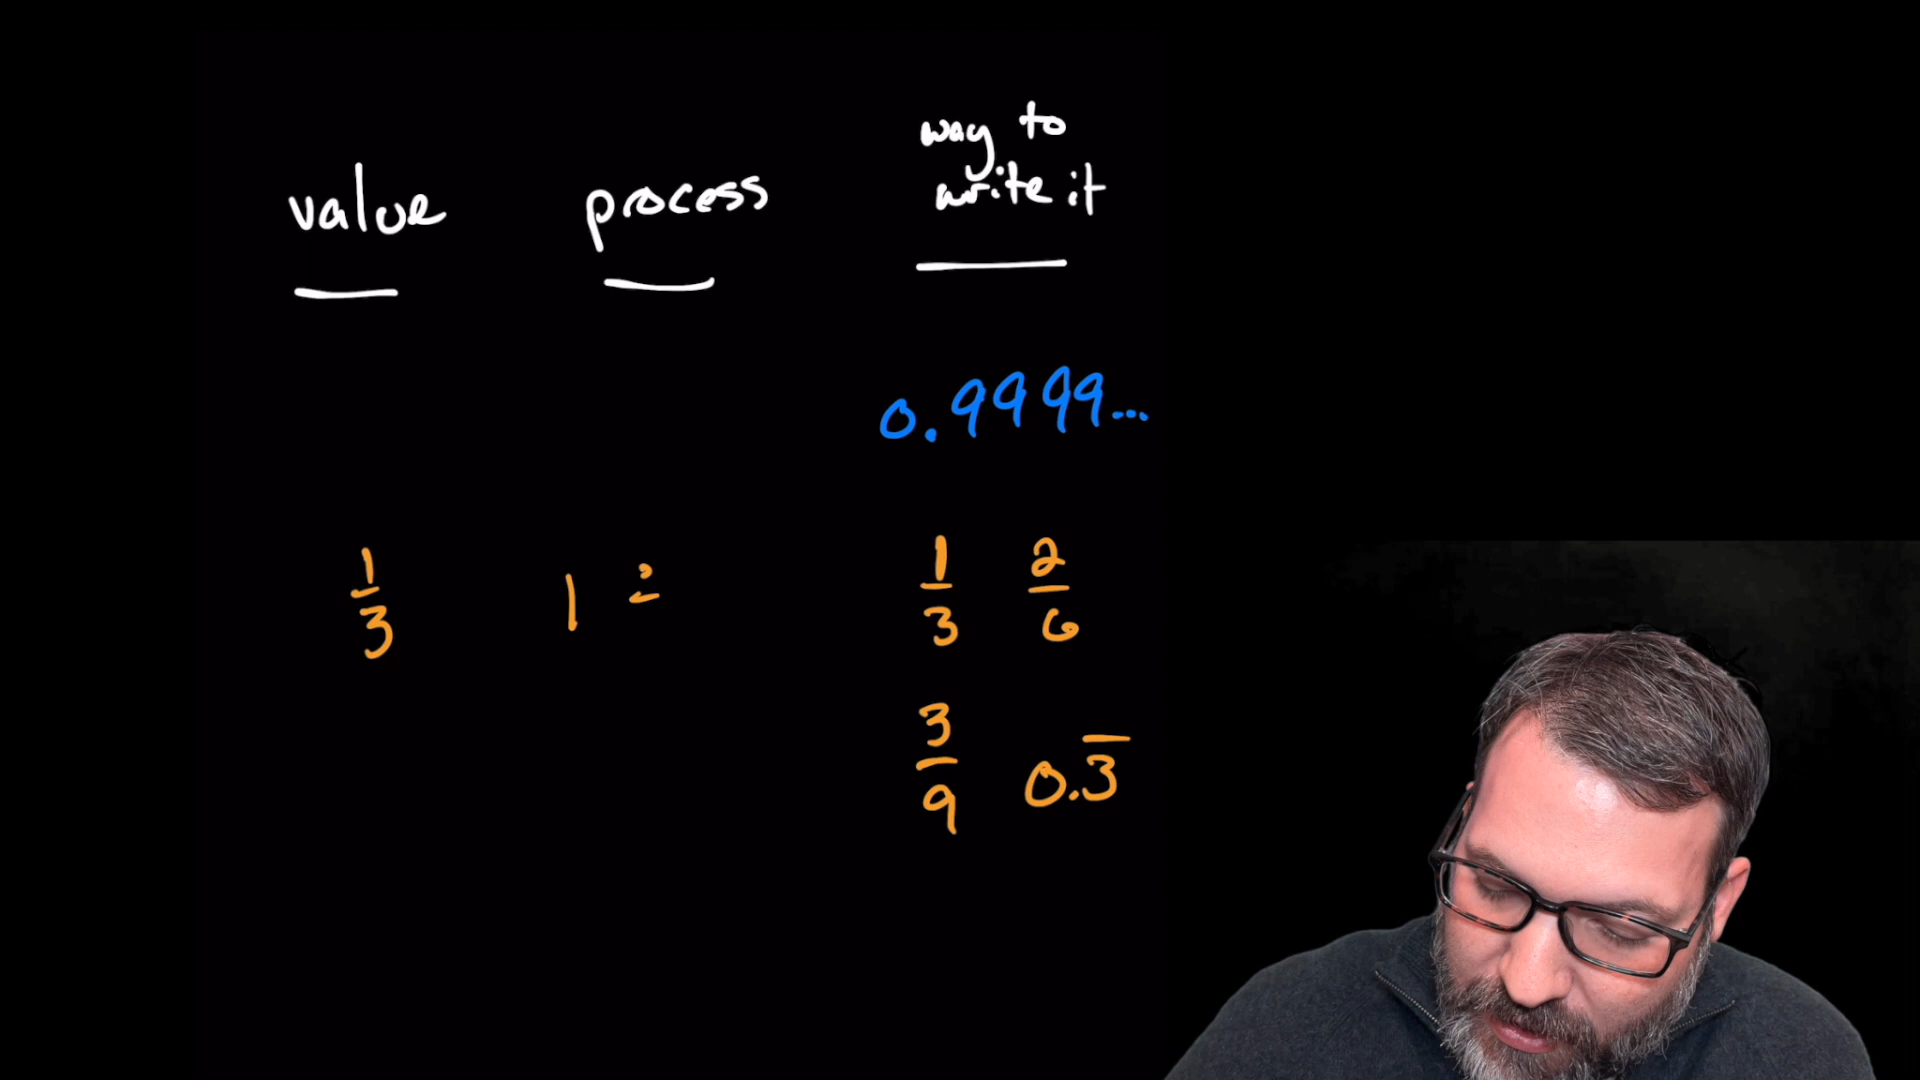 way to
value process write it
0.9999...
1/3 1 ÷ 1/3 2/6
3/9 0.3̅